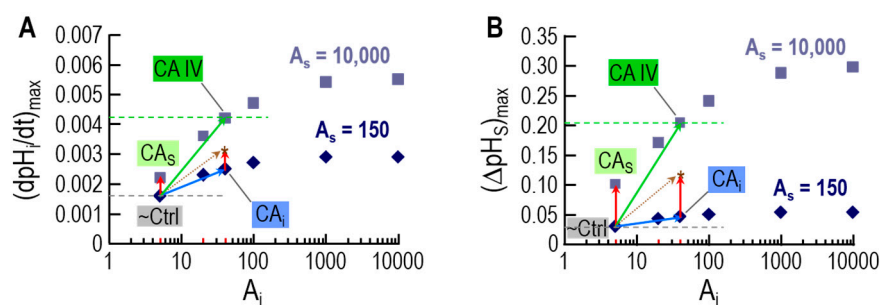 A
(dpHi/dt)max
0.007
0.006
0.005
0.004
0.003
0.002
0.001
0
1
10
100
1000
10000
Ai
As = 10,000
CA IV
As = 150
CAS
*
CAi
~Ctrl
B
(ΔpHS)max
0.35
0.30
0.25
0.20
0.15
0.10
0.05
0
1
10
100
1000
10000
Ai
As = 10,000
CA IV
CAS
*
CAi
As = 150
~Ctrl